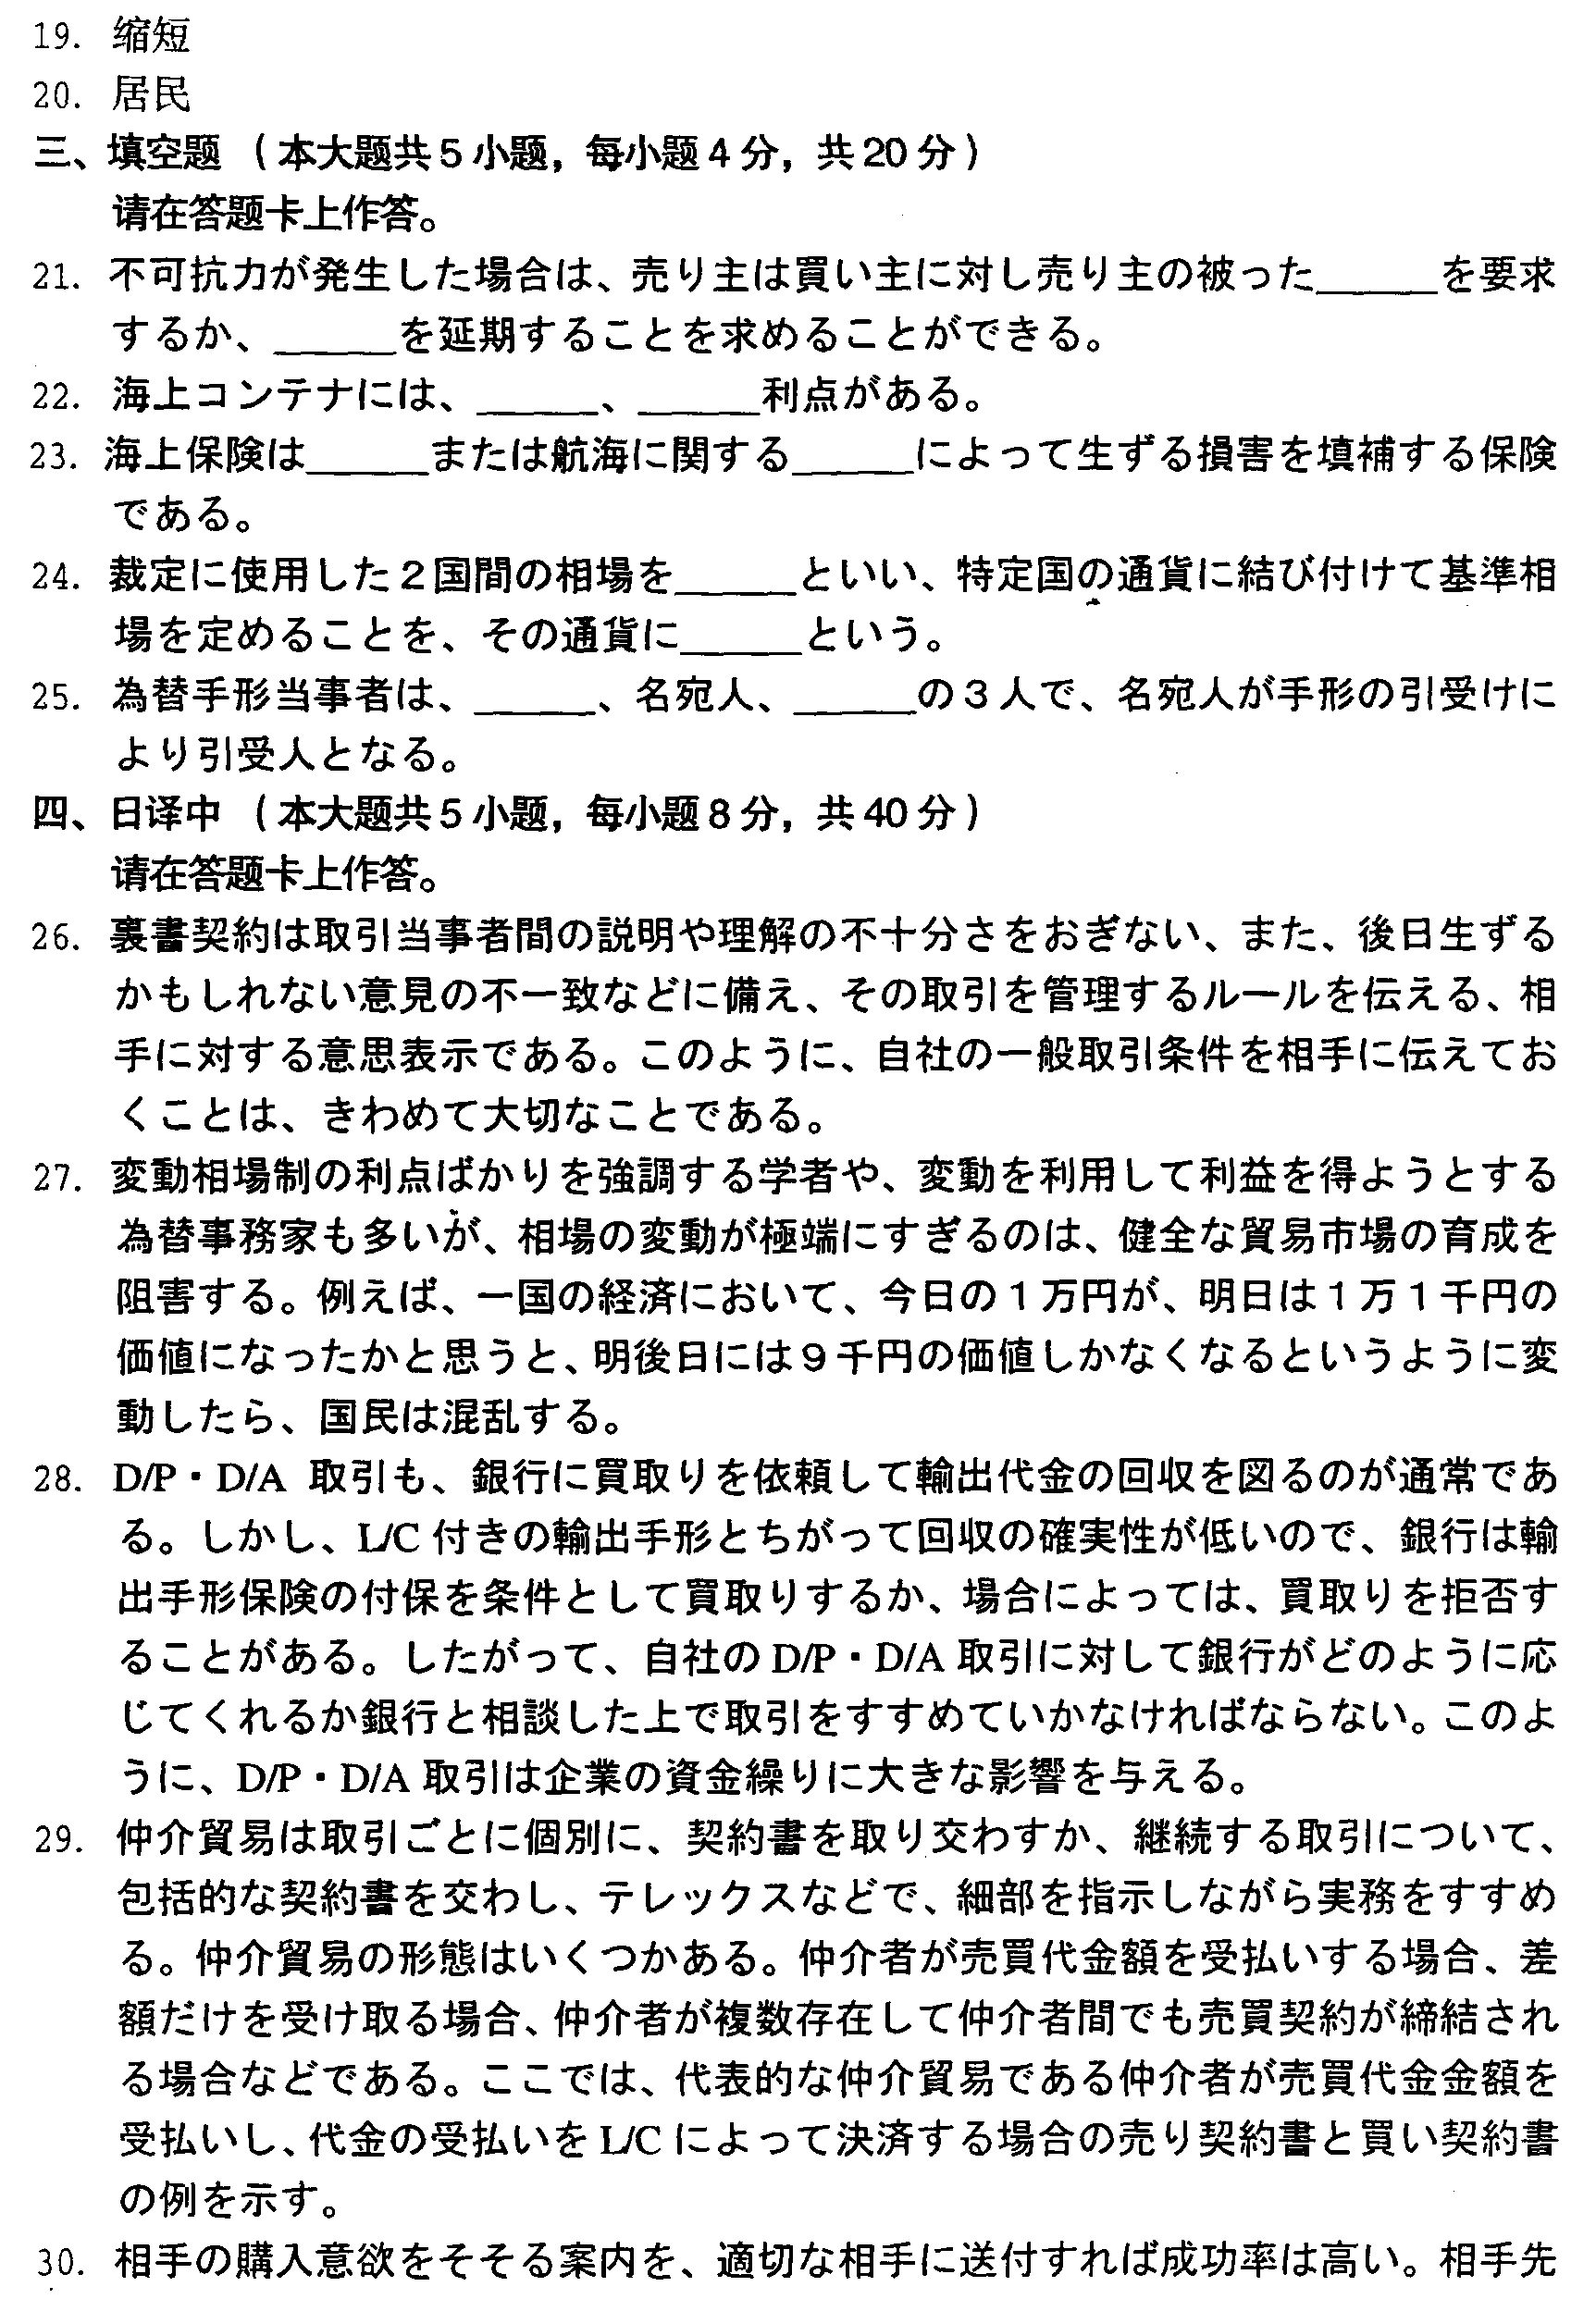 19. 缩短
20. 居民
三、填空题 （本大题共5小题，每小题4分，共20分）
请在答题卡上作答。
21. 不可抗力が発生した場合は、売り主は買い主に対し売り主の被った______を要求
するか、______を延期することを求めることができる。
22. 海上コンテナには、______、______利点がある。
23. 海上保険は______または航海に関する______によって生ずる損害を填補する保険
である。
24. 裁定に使用した２国間の相場を______といい、特定国の通貨に結び付けて基準相
場を定めることを、その通貨に______という。
25. 為替手形当事者は、______、名宛人、______の３人で、名宛人が手形の引受けに
より引受人となる。
四、日译中 （本大题共5小题，每小题8分，共40分）
请在答题卡上作答。
26. 裏書契約は取引当事者間の説明や理解の不十分さをおぎない、また、後日生ずる
かもしれない意見の不一致などに備え、その取引を管理するルールを伝える、相
手に対する意思表示である。このように、自社の一般取引条件を相手に伝えてお
くことは、きわめて大切なことである。
27. 変動相場制の利点ばかりを強調する学者や、変動を利用して利益を得ようとする
為替事務家も多いが、相場の変動が極端にすぎるのは、健全な貿易市場の育成を
阻害する。例えば、一国の経済において、今日の１万円が、明日は１万１千円の
価値になったかと思うと、明後日には９千円の価値しかなくなるというように変
動したら、国民は混乱する。
28. D/P・D/A 取引も、銀行に買取りを依頼して輸出代金の回収を図るのが通常であ
る。しかし、L/C 付きの輸出手形とちがって回収の確実性が低いので、銀行は輸
出手形保険の付保を条件として買取りするか、場合によっては、買取りを拒否す
ることがある。したがって、自社の D/P・D/A 取引に対して銀行がどのように応
じてくれるか銀行と相談した上で取引をすすめていかなければならない。このよ
うに、D/P・D/A 取引は企業の資金繰りに大きな影響を与える。
29. 仲介貿易は取引ごとに個別に、契約書を取り交わすか、継続する取引について、
包括的な契約書を交わし、テレックスなどで、細部を指示しながら実務をすすめ
る。仲介貿易の形態はいくつかある。仲介者が売買代金額を受払いする場合、差
額だけを受け取る場合、仲介者が複数存在して仲介者間でも売買契約が締結され
る場合などである。ここでは、代表的な仲介貿易である仲介者が売買代金金額を
受払いし、代金の受払いを L/C によって決済する場合の売り契約書と買い契約書
の例を示す。
30. 相手の購入意欲をそそる案内を、適切な相手に送付すれば成功率は高い。相手先